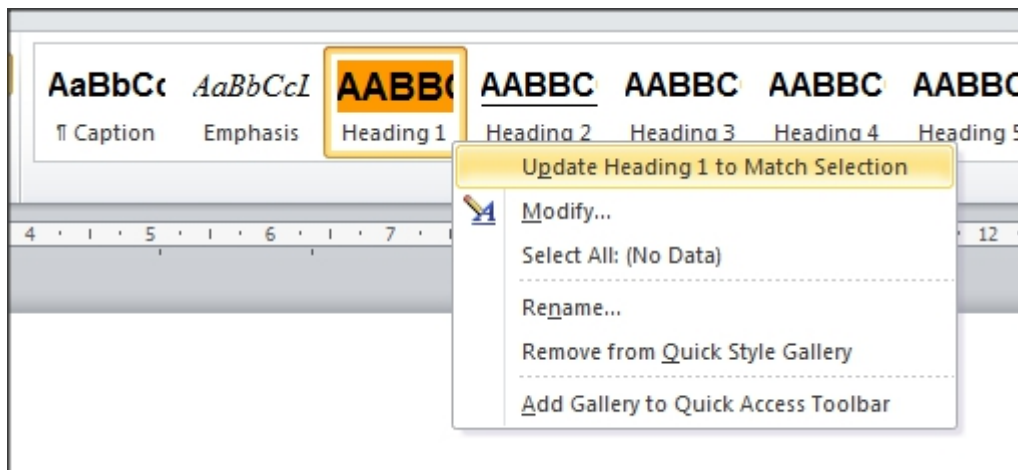 AaBbCc AaBbCcL AABBC AABBC AABBC AABBC AABBC
¶ Caption Emphasis Heading 1 Heading 2 Heading 3 Heading 4 Heading 5
Update Heading 1 to Match Selection
Modify...
4 5 6 7 12
Select All: (No Data)
Rename...
Remove from Quick Style Gallery
Add Gallery to Quick Access Toolbar